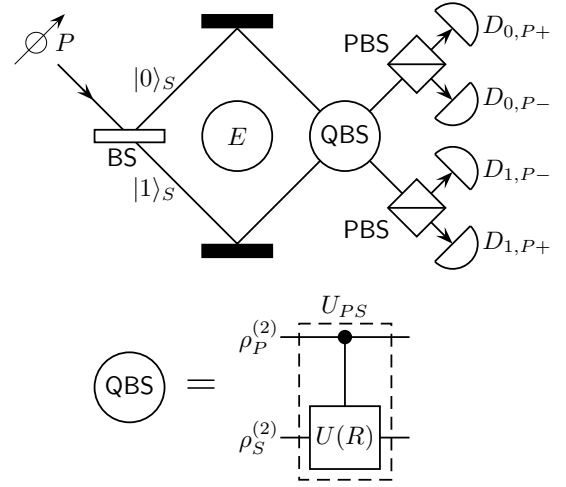 P
PBS
D_{0,P+}
|0⟩_S
D_{0,P−}
BS
E
QBS
|1⟩_S
D_{1,P−}
PBS
D_{1,P+}
U_{PS}
ρ_P^{(2)}
QBS =
ρ_S^{(2)}
U(R)